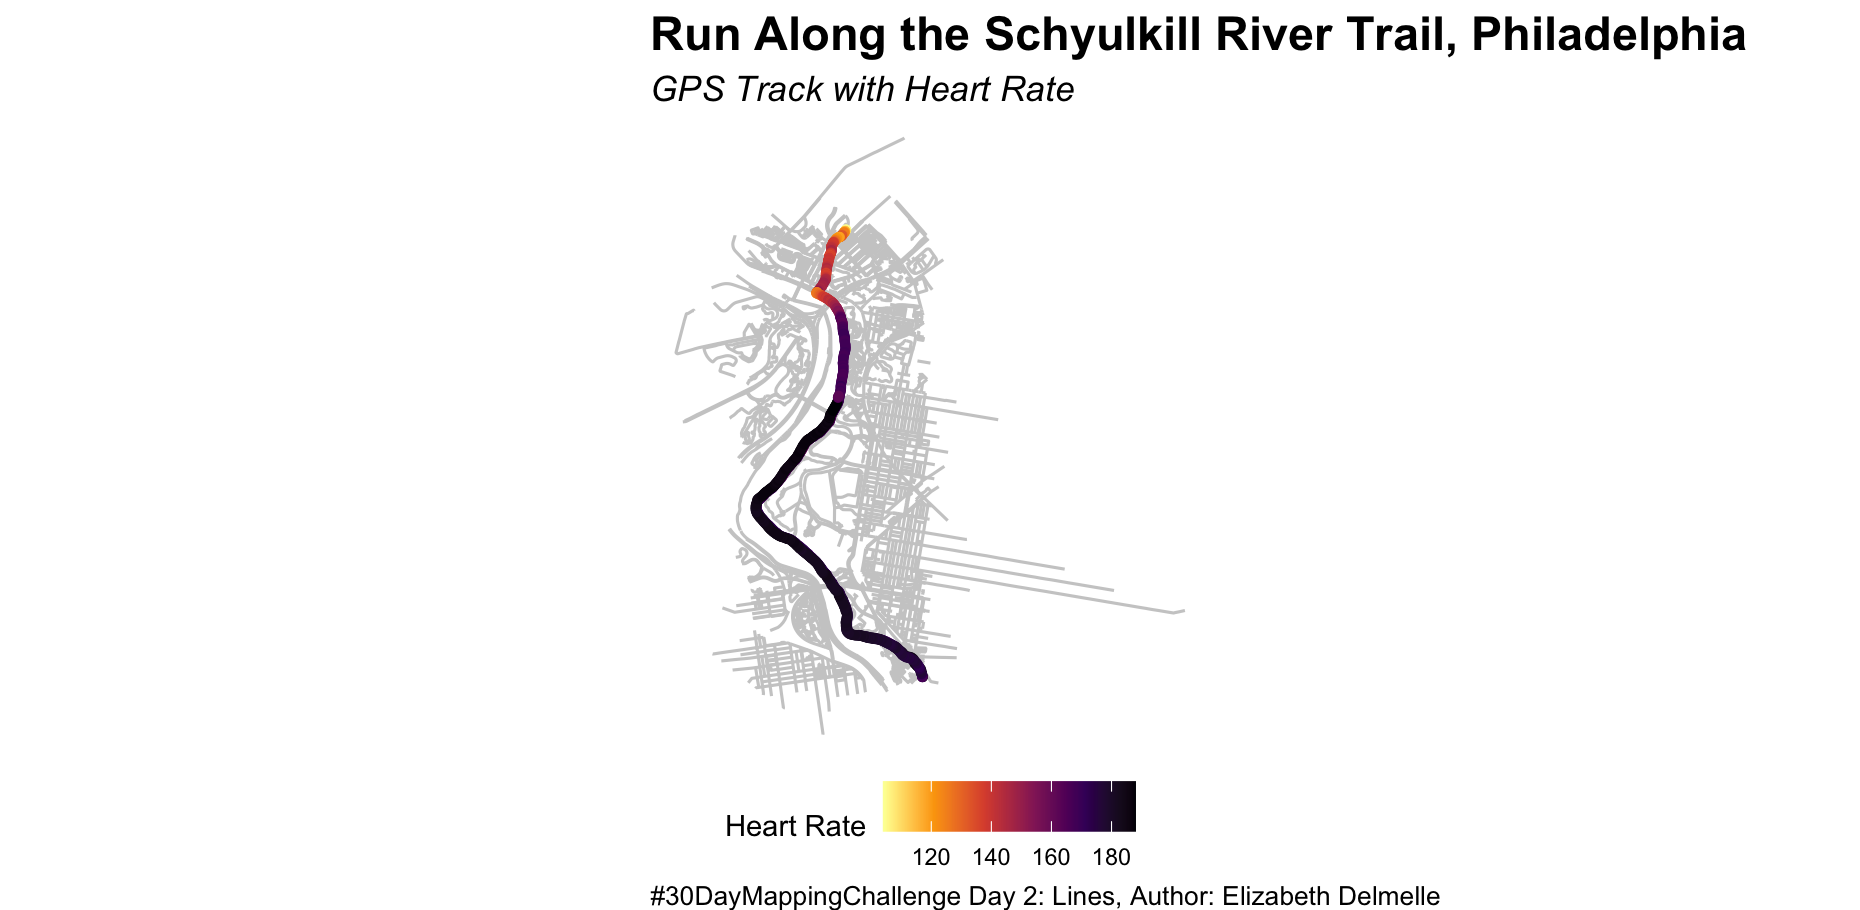 Run Along the Schyulkill River Trail, Philadelphia
GPS Track with Heart Rate
Heart Rate
120 140 160 180
#30DayMappingChallenge Day 2: Lines, Author: Elizabeth Delmelle